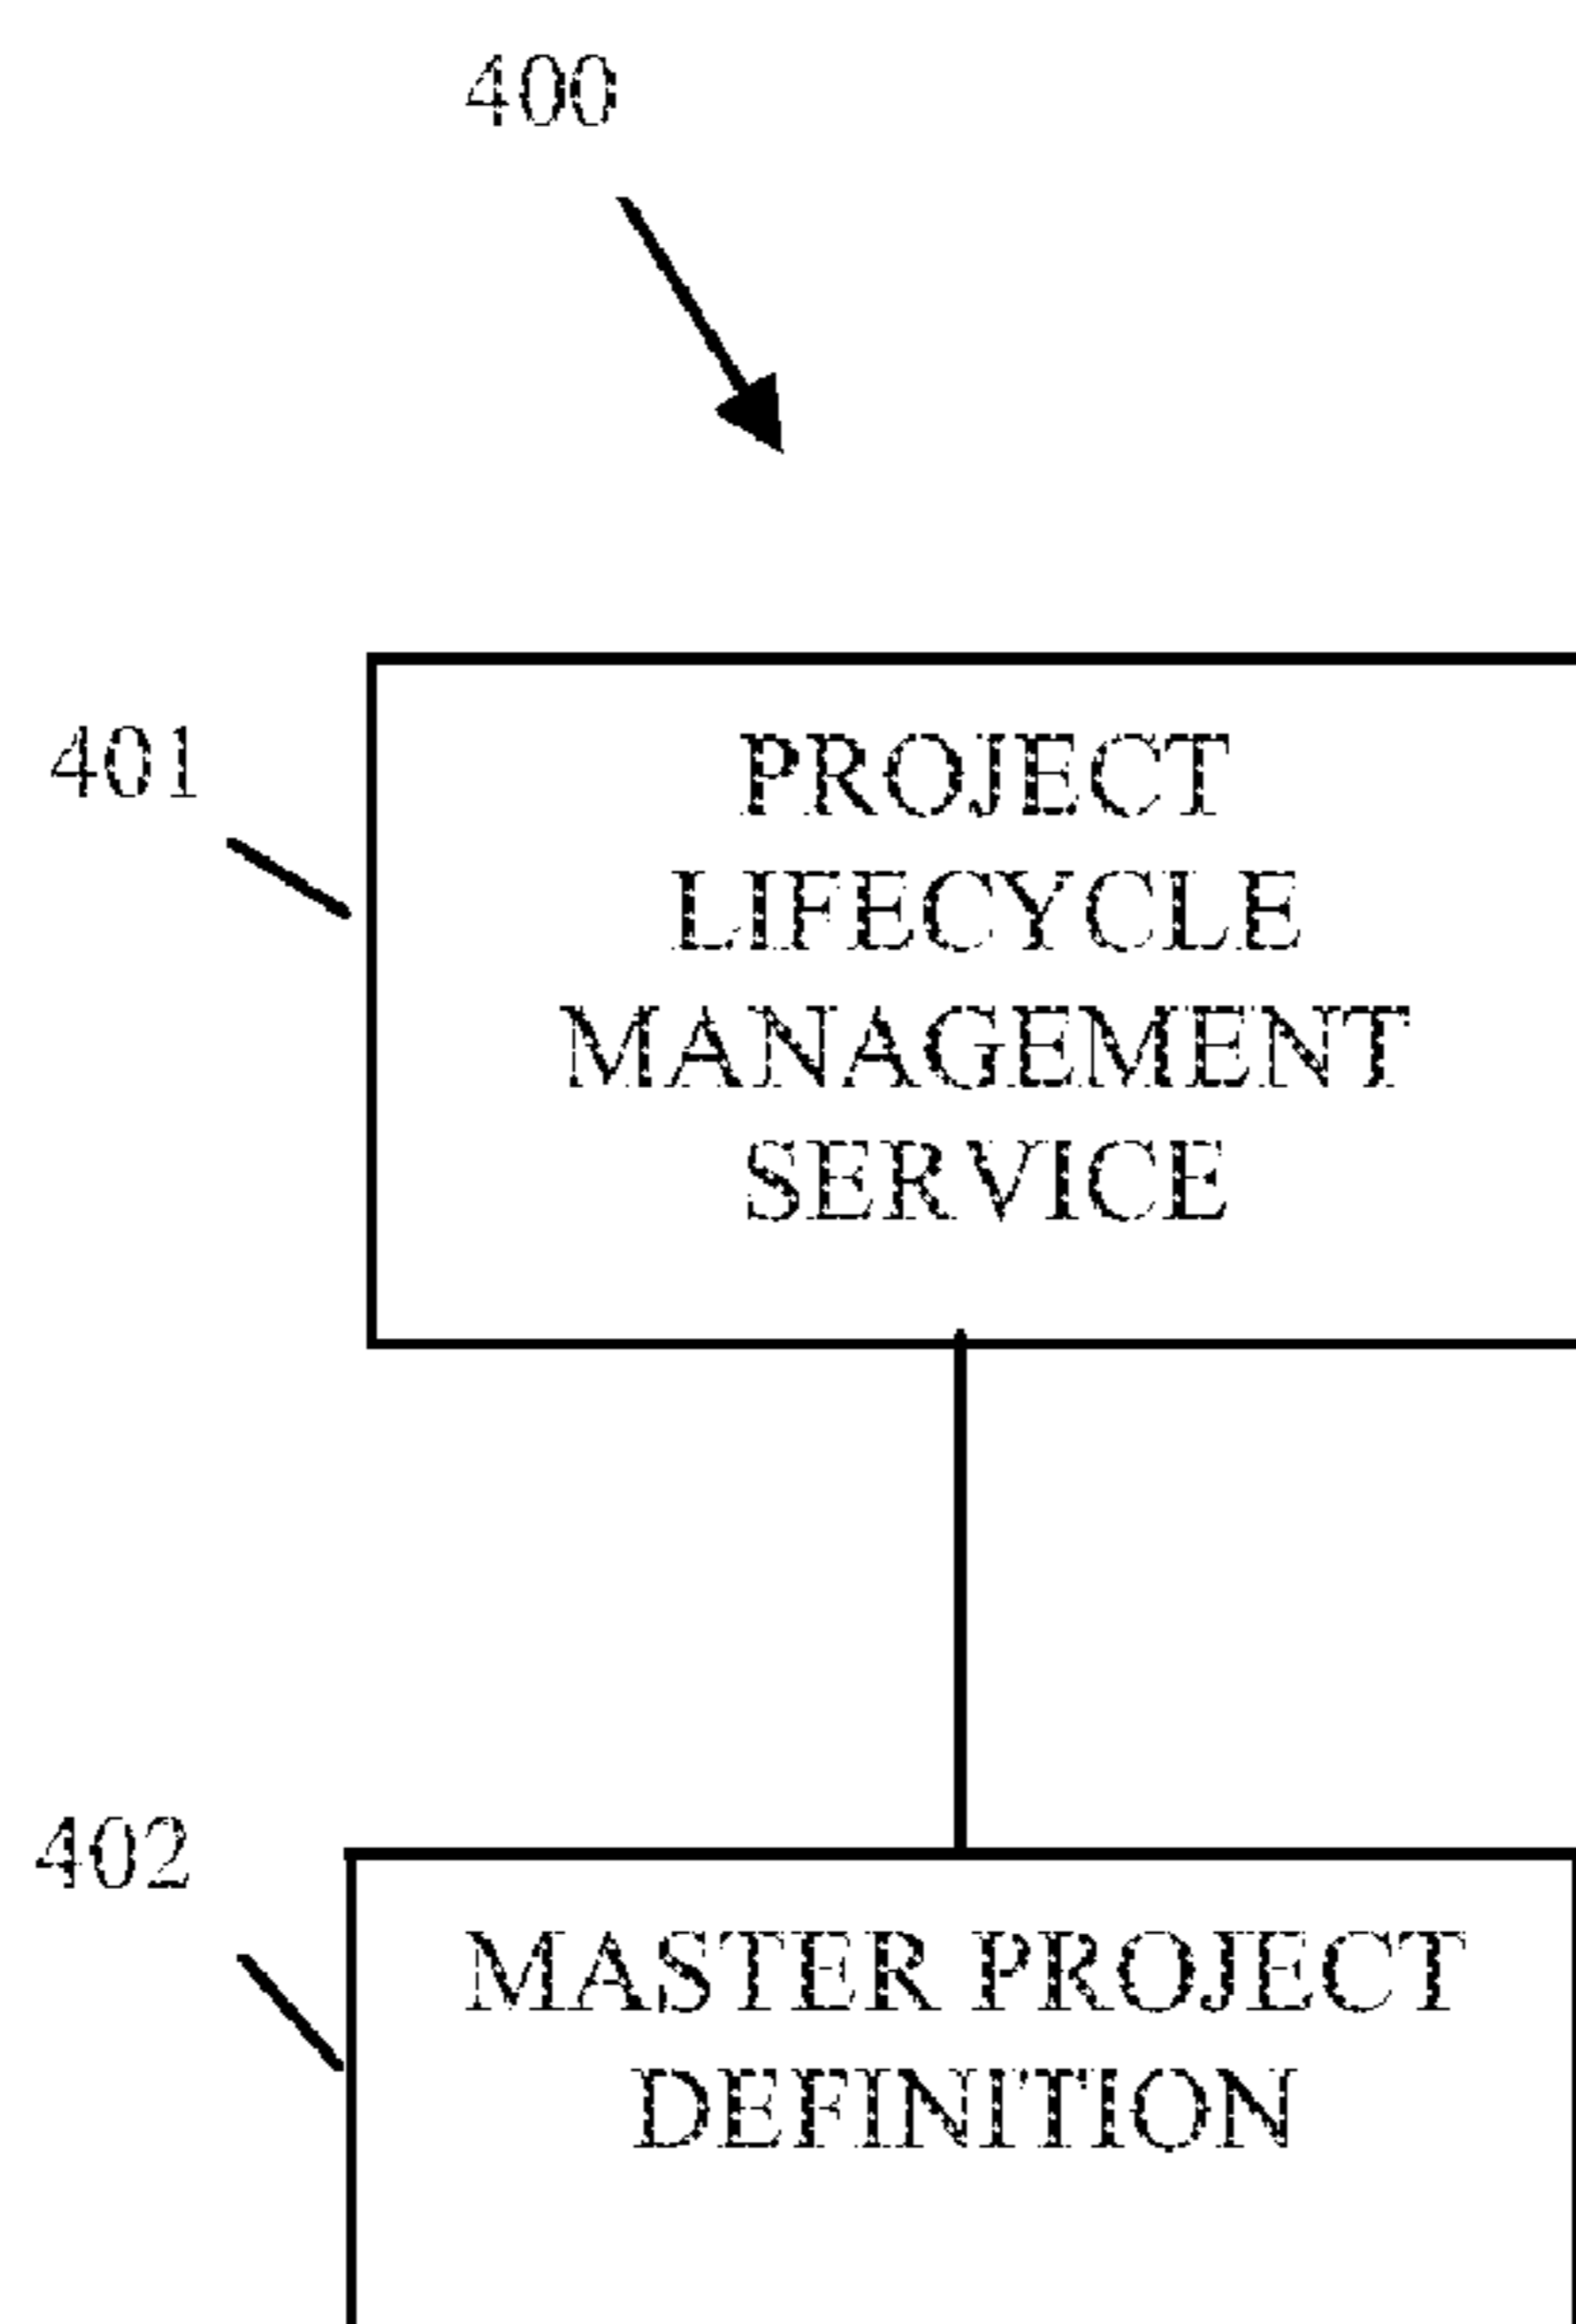 400
401
PROJECT
LIFECYCLE
MANAGEMENT
SERVICE
402
MASTER PROJECT
DEFINITION